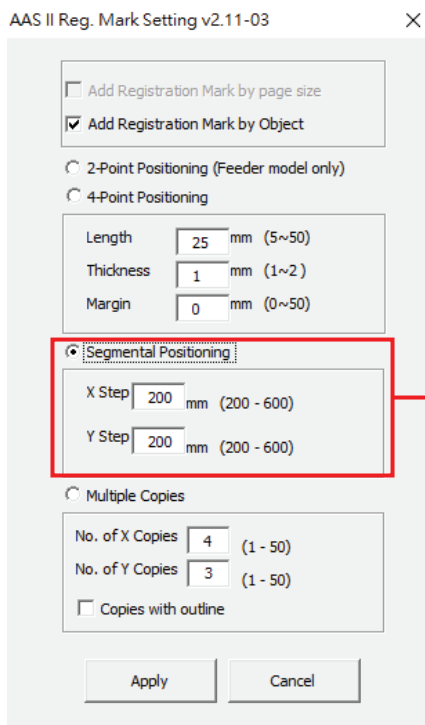 AAS II Reg. Mark Setting v2.11-03
Add Registration Mark by page size
Add Registration Mark by Object
2-Point Positioning (Feeder model only)
4-Point Positioning
Length 25 mm (5~50)
Thickness 1 mm (1~2 )
Margin 0 mm (0~50)
Segmental Positioning
X Step 200 mm (200 - 600)
Y Step 200 mm (200 - 600)
Multiple Copies
No. of X Copies 4 (1 - 50)
No. of Y Copies 3 (1 - 50)
Copies with outline
Apply Cancel